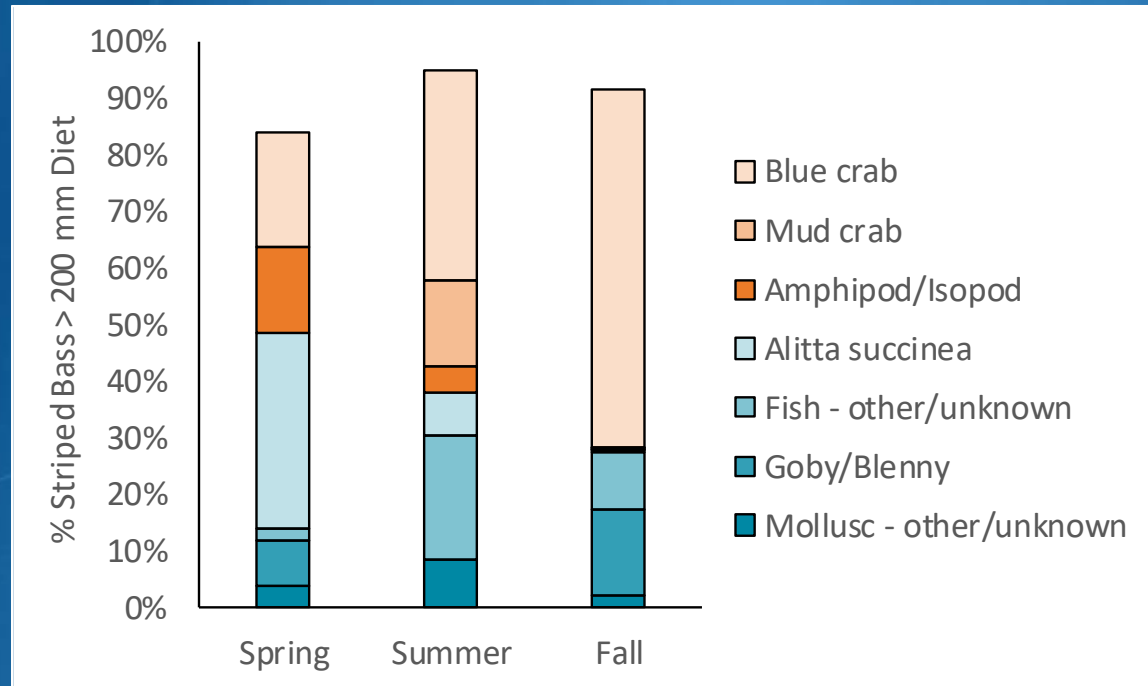 % Striped Bass > 200 mm Diet
100%
90%
80%
70%
60%
50%
40%
30%
20%
10%
0%
Spring
Summer
Fall
Blue crab
Mud crab
Amphipod/Isopod
Alitta succinea
Fish - other/unknown
Goby/Blenny
Mollusc - other/unknown